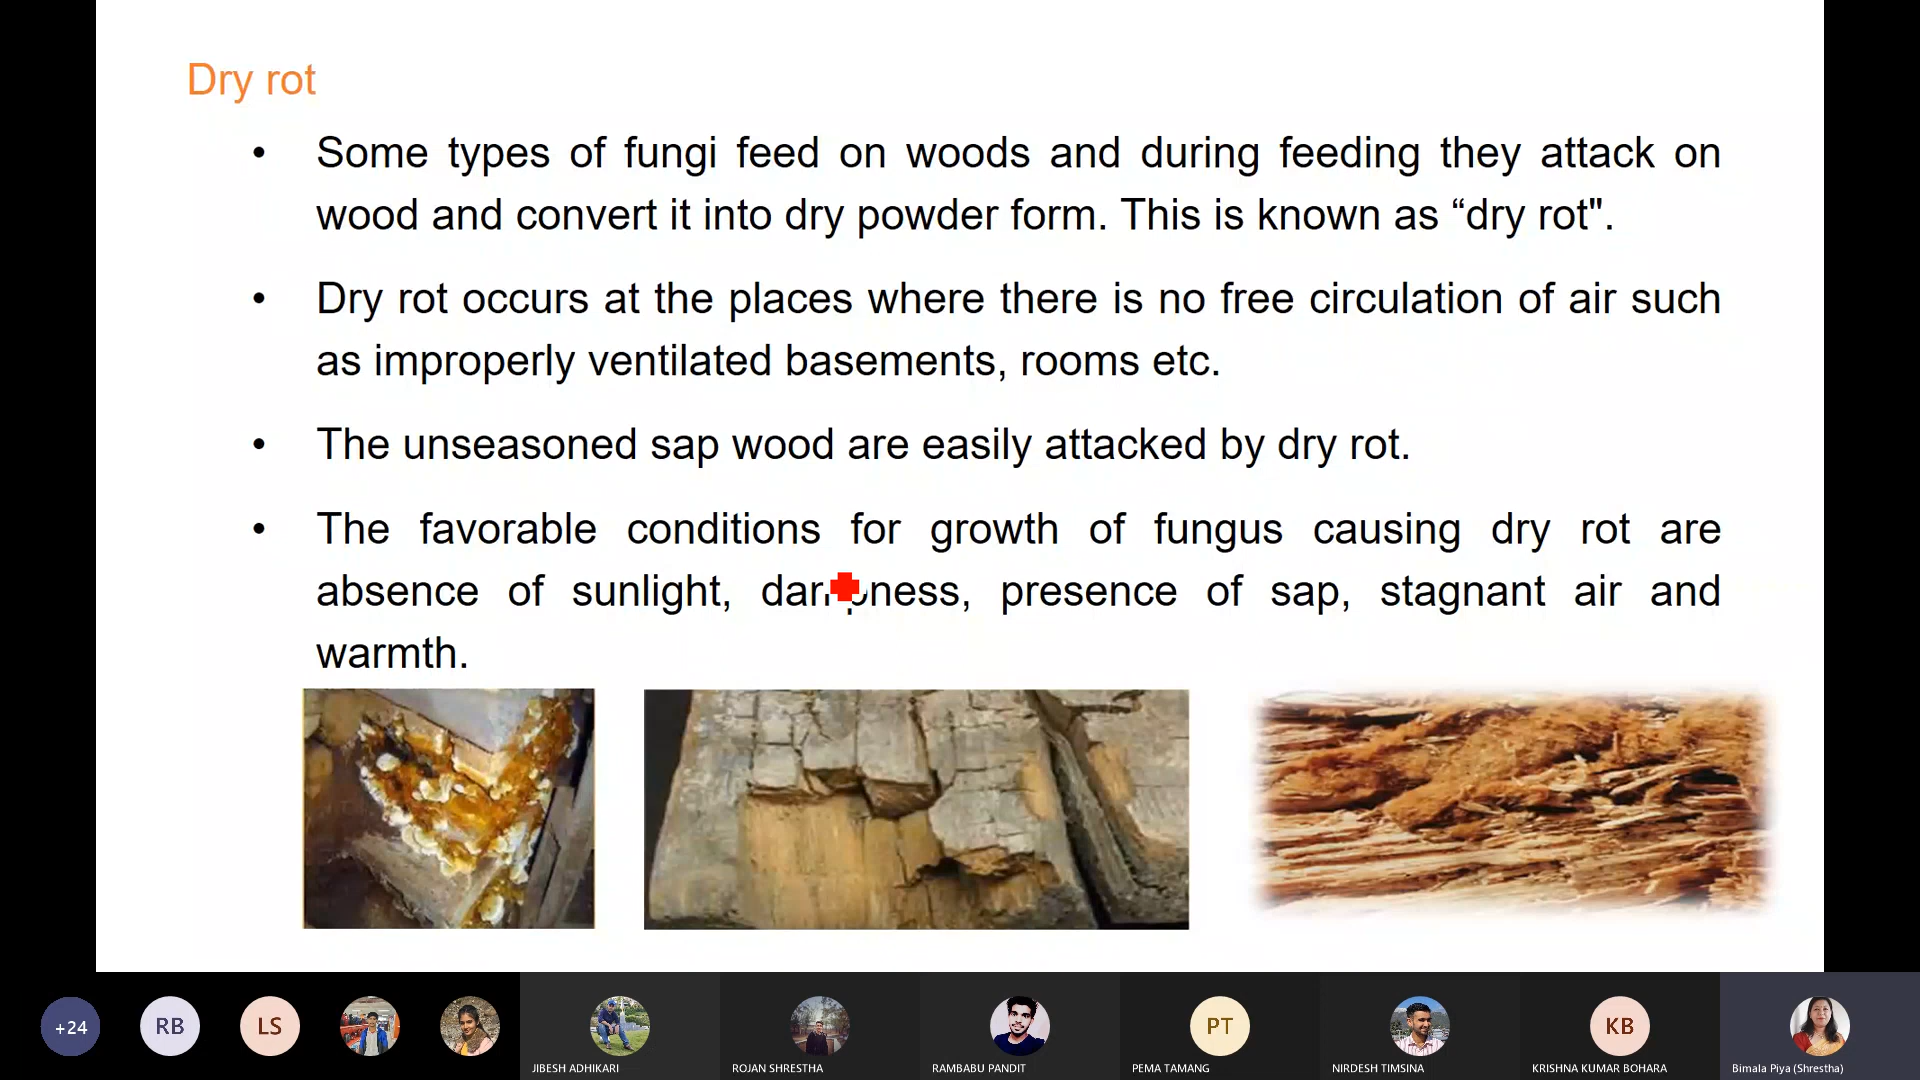 Dry rot
• Some types of fungi feed on woods and during feeding they attack on
wood and convert it into dry powder form. This is known as “dry rot".
• Dry rot occurs at the places where there is no free circulation of air such
as improperly ventilated basements, rooms etc.
• The unseasoned sap wood are easily attacked by dry rot.
• The favorable conditions for growth of fungus causing dry rot are
absence of sunlight, dampness, presence of sap, stagnant air and
warmth.
+24
RB
LS
PT
KB
JIBESH ADHIKARI
ROJAN SHRESTHA
RAMBABU PANDIT
PEMA TAMANG
NIRDESH TIMSINA
KRISHNA KUMAR BOHARA
Bimala Piya (Shrestha)